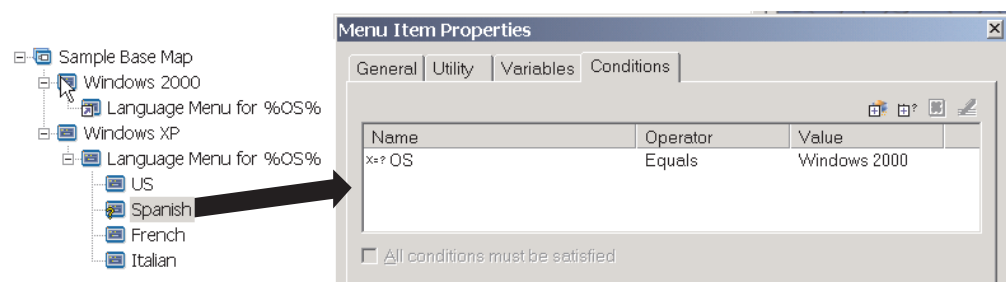 Sample Base Map
Windows 2000
Language Menu for %OS%
Windows XP
Language Menu for %OS%
US
Spanish
French
Italian
Menu Item Properties
General Utility Variables Conditions
Name Operator Value
x=? OS Equals Windows 2000
All conditions must be satisfied